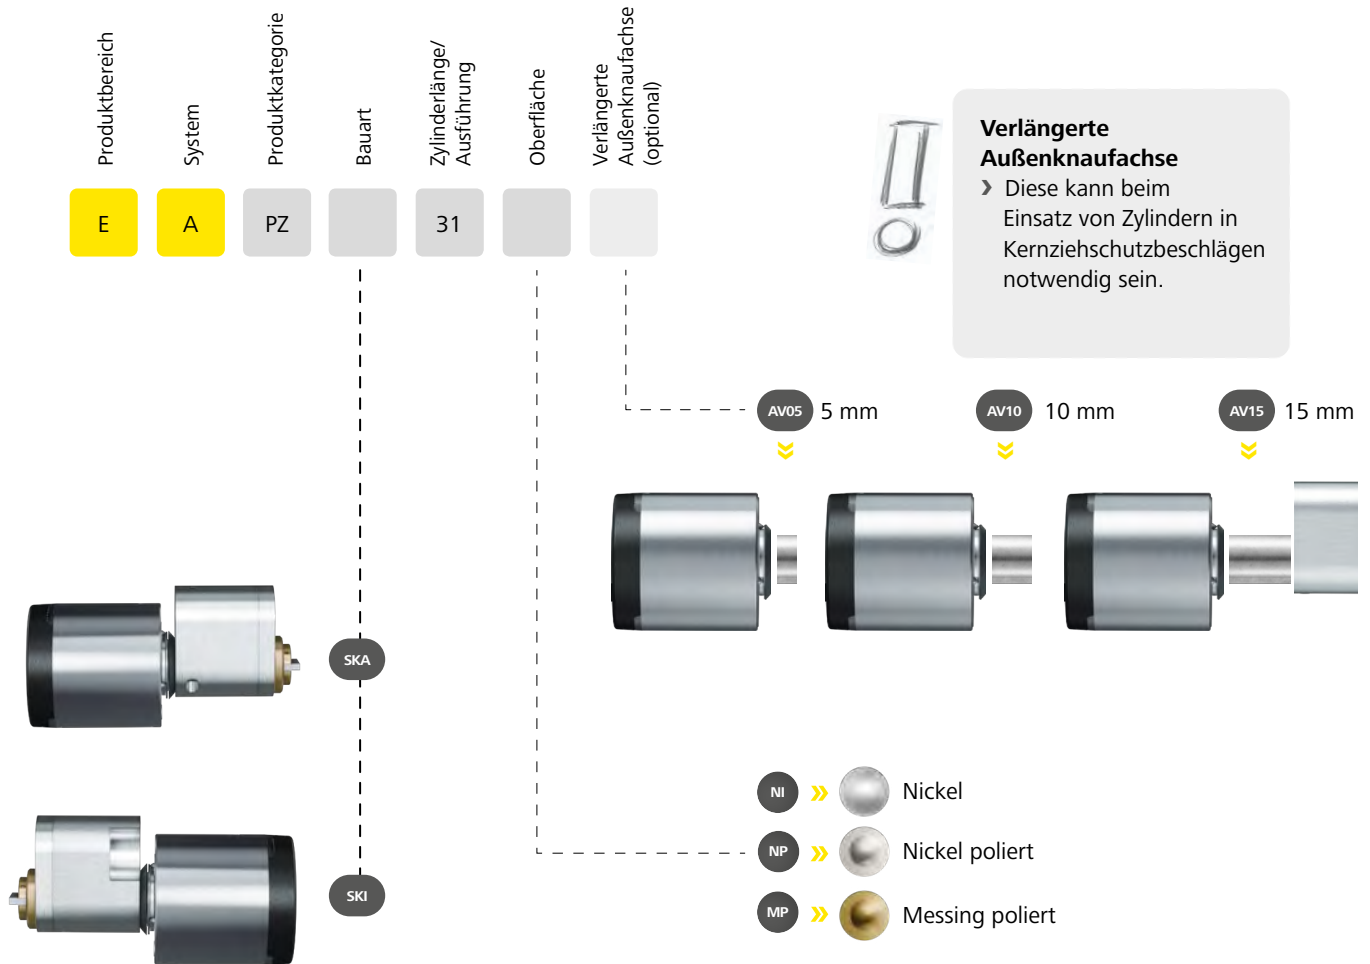 Produktbereich
System
Produktkategorie
Bauart
Zylinderlänge/
Ausführung
Oberfläche
Verlängerte
Außenknaufachse
(optional)
E
A
PZ
31
Verlängerte
Außenknaufachse
› Diese kann beim
Einsatz von Zylindern in
Kernziehschutzbeschlägen
notwendig sein.
AV05 5 mm
AV10 10 mm
AV15 15 mm
SKA
SKI
NI » Nickel
NP » Nickel poliert
MP » Messing poliert